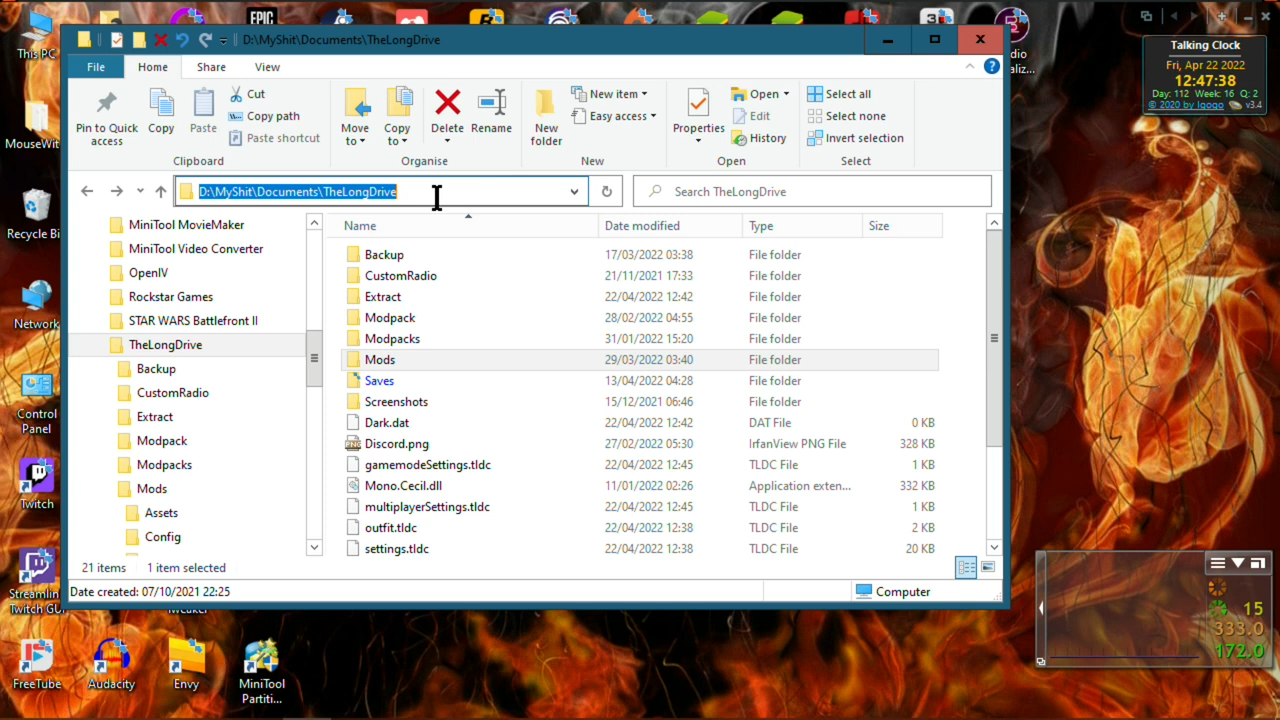 This PC
MouseWit
Recycle Bi
Network
Control
Panel
Twitch
Streamlin
Twitch GU
FreeTube
Audacity
Envy
MiniTool
Partiti...
EPIC
D:\MyShit\Documents\TheLongDrive
File
Home
Share
View
Pin to Quick
access
Copy
Paste
Cut
Copy path
Paste shortcut
Clipboard
Move
to
Copy
to
Delete
Rename
Organise
New
folder
New item
Easy access
New
Properties
Open
Edit
History
Open
Select all
Select none
Invert selection
Select
D:\MyShit\Documents\TheLongDrive
Search TheLongDrive
MiniTool MovieMaker
MiniTool Video Converter
OpenIV
Rockstar Games
STAR WARS Battlefront II
TheLongDrive
Backup
CustomRadio
Extract
Modpack
Modpacks
Mods
Assets
Config
Name Date modified Type Size
Backup 17/03/2022 03:38 File folder
CustomRadio 21/11/2021 17:33 File folder
Extract 22/04/2022 12:42 File folder
Modpack 28/02/2022 04:55 File folder
Modpacks 31/01/2022 15:20 File folder
Mods 29/03/2022 03:40 File folder
Saves 13/04/2022 04:28 File folder
Screenshots 15/12/2021 06:46 File folder
Dark.dat 22/04/2022 12:42 DAT File 0 KB
Discord.png 27/02/2022 05:30 IrfanView PNG File 328 KB
gamemodeSettings.tldc 22/04/2022 12:45 TLDC File 1 KB
Mono.Cecil.dll 11/01/2022 02:26 Application exten... 332 KB
multiplayerSettings.tldc 22/04/2022 12:45 TLDC File 1 KB
outfit.tldc 22/04/2022 12:38 TLDC File 2 KB
settings.tldc 22/04/2022 12:38 TLDC File 20 KB
21 items 1 item selected
Date created: 07/10/2021 22:25
Computer
Talking Clock
Fri, Apr 22 2022
12:47:38
Day: 112 Week: 16 Q: 2
© 2020 by Igogo v3.4
15
333.0
172.0